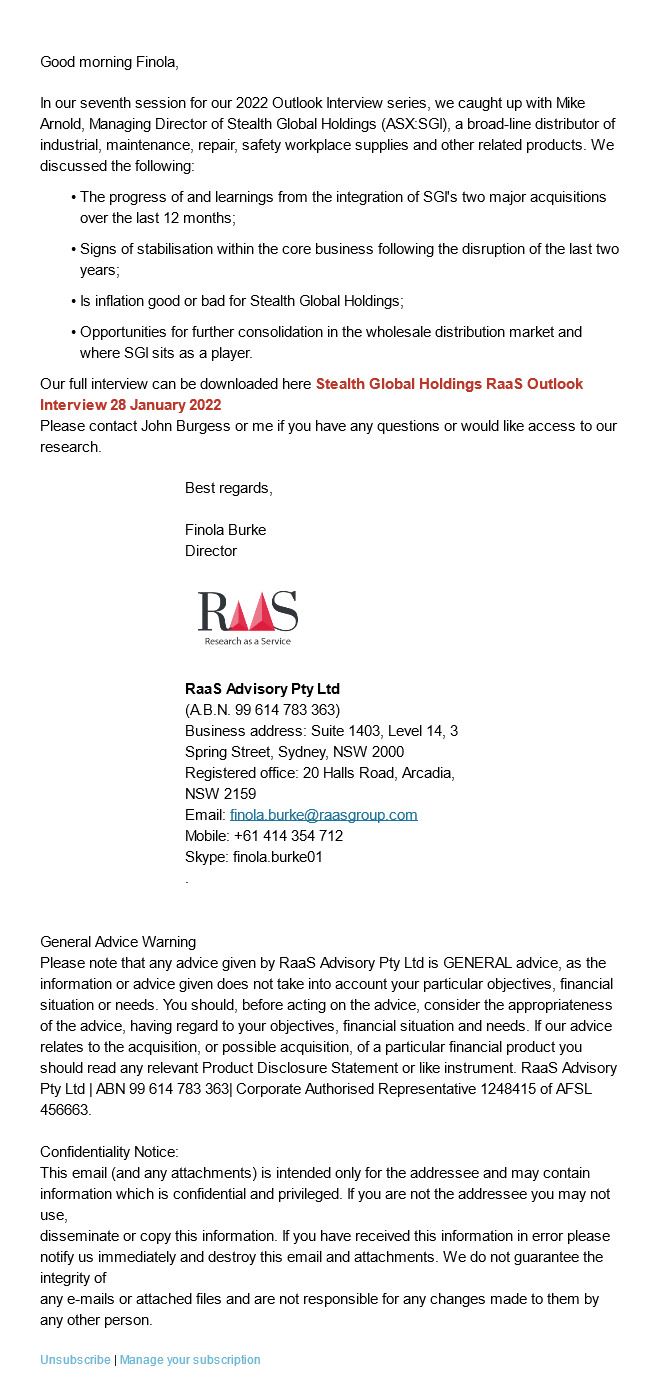 Good morning Finola,
In our seventh session for our 2022 Outlook Interview series, we caught up with Mike
Arnold, Managing Director of Stealth Global Holdings (ASX:SGI), a broad-line distributor of
industrial, maintenance, repair, safety workplace supplies and other related products. We
discussed the following:
• The progress of and learnings from the integration of SGI's two major acquisitions
over the last 12 months;
• Signs of stabilisation within the core business following the disruption of the last two
years;
• Is inflation good or bad for Stealth Global Holdings;
• Opportunities for further consolidation in the wholesale distribution market and
where SGI sits as a player.
Our full interview can be downloaded here Stealth Global Holdings RaaS Outlook
Interview 28 January 2022
Please contact John Burgess or me if you have any questions or would like access to our
research.
Best regards,
Finola Burke
Director
RAAS
Research as a Service
RaaS Advisory Pty Ltd
(A.B.N. 99 614 783 363)
Business address: Suite 1403, Level 14, 3
Spring Street, Sydney, NSW 2000
Registered office: 20 Halls Road, Arcadia,
NSW 2159
Email: finola.burke@raasgroup.com
Mobile: +61 414 354 712
Skype: finola.burke01
.
General Advice Warning
Please note that any advice given by RaaS Advisory Pty Ltd is GENERAL advice, as the
information or advice given does not take into account your particular objectives, financial
situation or needs. You should, before acting on the advice, consider the appropriateness
of the advice, having regard to your objectives, financial situation and needs. If our advice
relates to the acquisition, or possible acquisition, of a particular financial product you
should read any relevant Product Disclosure Statement or like instrument. RaaS Advisory
Pty Ltd | ABN 99 614 783 363| Corporate Authorised Representative 1248415 of AFSL
456663.
Confidentiality Notice:
This email (and any attachments) is intended only for the addressee and may contain
information which is confidential and privileged. If you are not the addressee you may not
use,
disseminate or copy this information. If you have received this information in error please
notify us immediately and destroy this email and attachments. We do not guarantee the
integrity of
any e-mails or attached files and are not responsible for any changes made to them by
any other person.
Unsubscribe | Manage your subscription